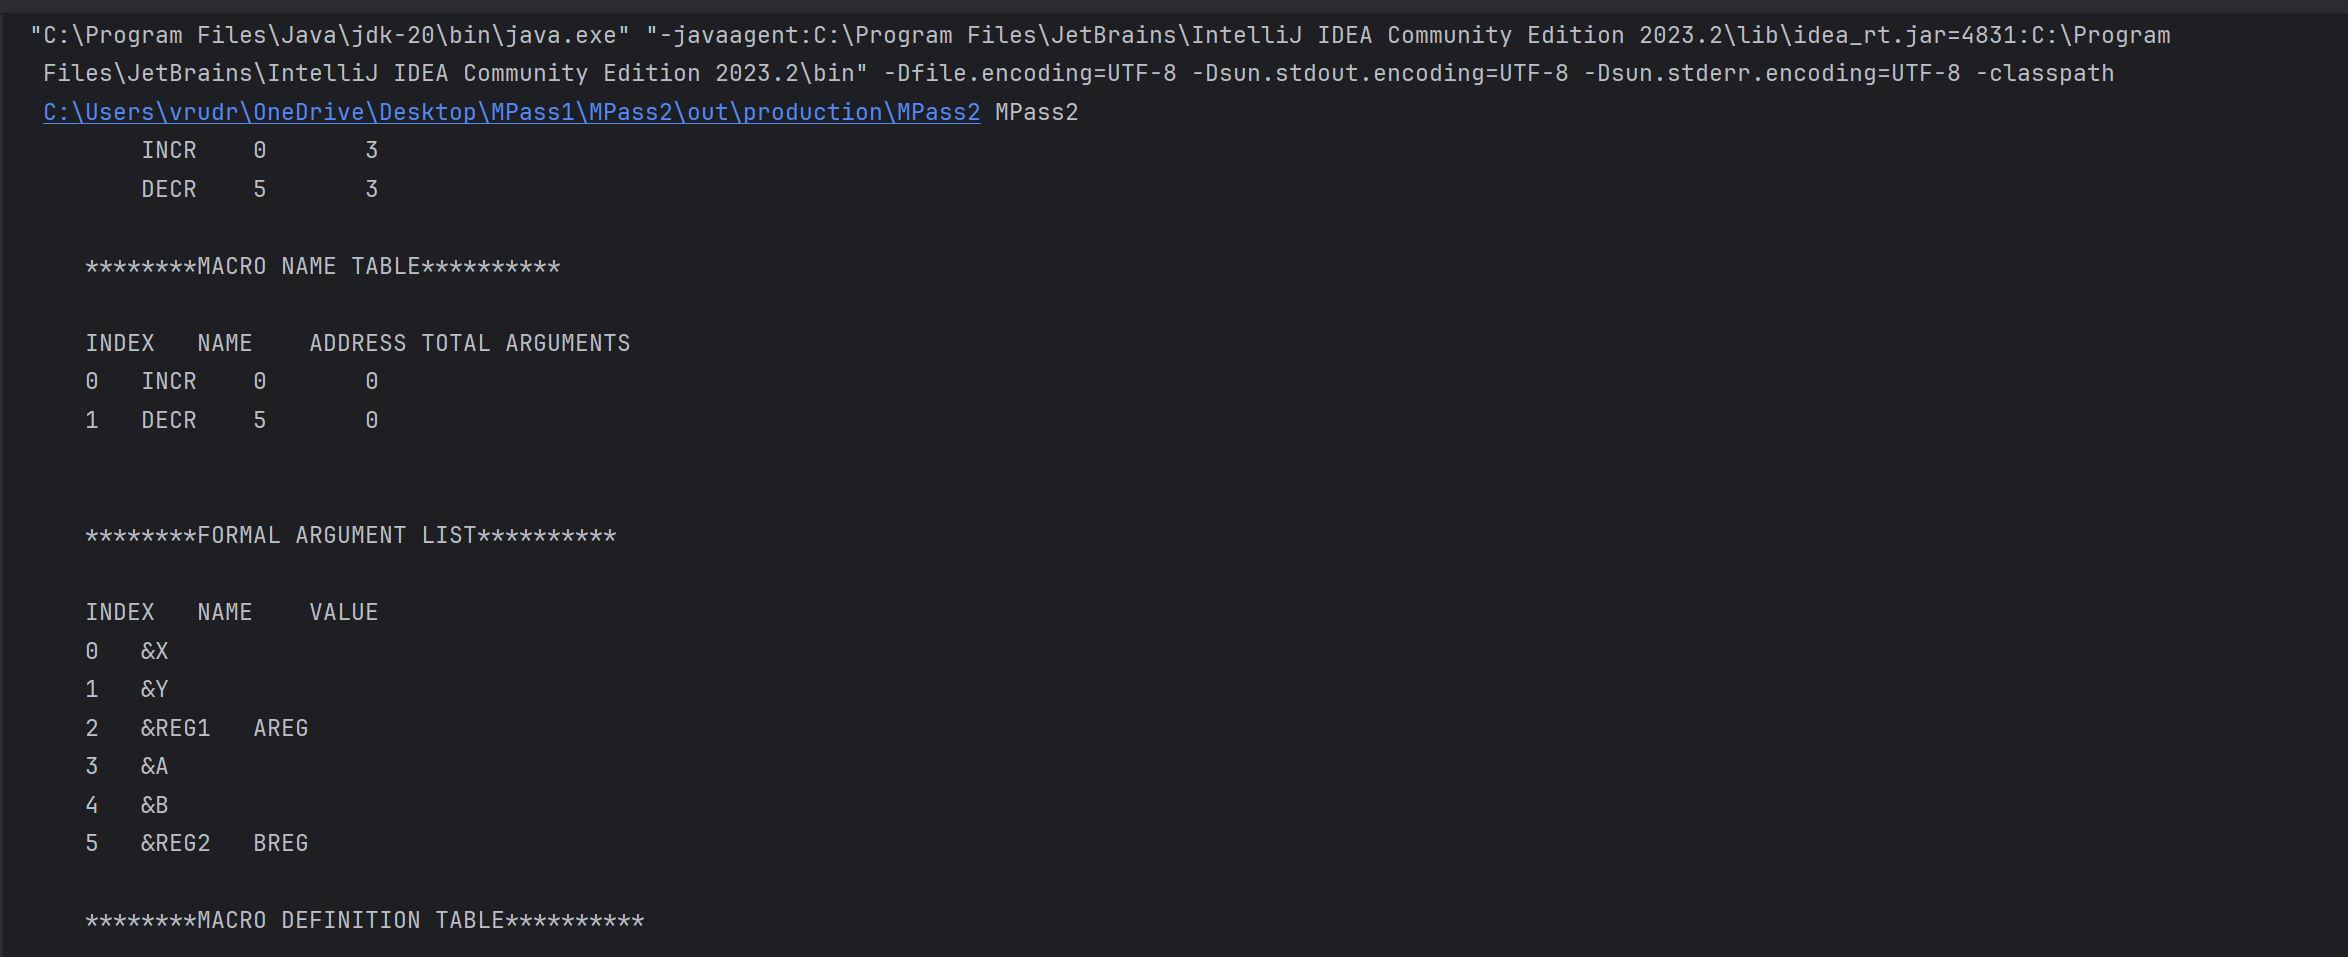 "C:\Program Files\Java\jdk-20\bin\java.exe" "-javaagent:C:\Program Files\JetBrains\IntelliJ IDEA Community Edition 2023.2\lib\idea_rt.jar=4831:C:\Program
Files\JetBrains\IntelliJ IDEA Community Edition 2023.2\bin" -Dfile.encoding=UTF-8 -Dsun.stdout.encoding=UTF-8 -Dsun.stderr.encoding=UTF-8 -classpath
C:\Users\vrudr\OneDrive\Desktop\MPass1\MPass2\out\production\MPass2 MPass2
INCR 0 3
DECR 5 3
********MACRO NAME TABLE**********
INDEX NAME ADDRESS TOTAL ARGUMENTS
0 INCR 0 0
1 DECR 5 0
********FORMAL ARGUMENT LIST**********
INDEX NAME VALUE
0 &X
1 &Y
2 &REG1 AREG
3 &A
4 &B
5 &REG2 BREG
********MACRO DEFINITION TABLE**********